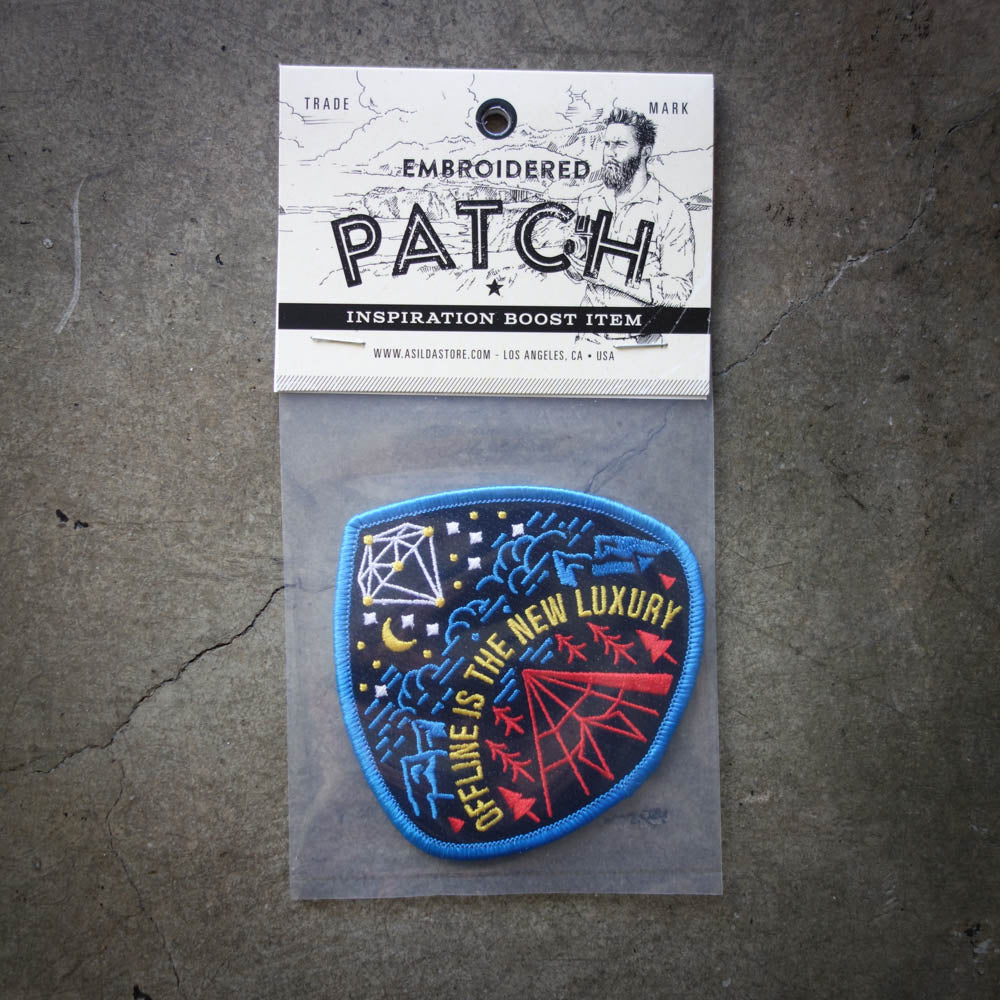 TRADE MARK
EMBROIDERED
PATCH
INSPIRATION BOOST ITEM
WWW.ASILDASTORE.COM - LOS ANGELES, CA • USA
OFFLINE IS THE NEW LUXURY